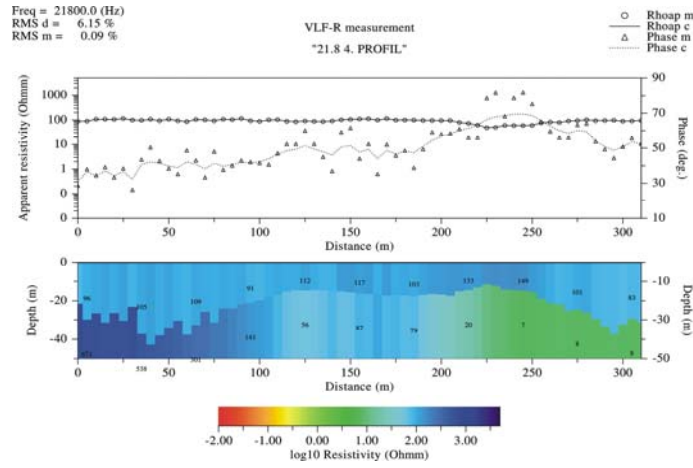 Freq = 21800.0 (Hz)
RMS d = 6.15 %
RMS m = 0.09 %
VLF-R measurement
"21.8 4. PROFIL"
Rhoap m
Rhoap c
Phase m
Phase c
Apparent resistivity (Ohmm)
1000
100
10
1
0
0
90
70
50
30
10
Phase (deg.)
0 50 100 150 200 250 300
Distance (m)
Depth (m)
0
-20
-40
96 105 109 91 112 117 103 133 149 101 83
141 56 67 79 20 8
538
-10
-30
-50
Depth (m)
0 50 100 150 200 250 300
Distance (m)
-2.00 -1.00 0.00 1.00 2.00 3.00
log10 Resistivity (Ohmm)